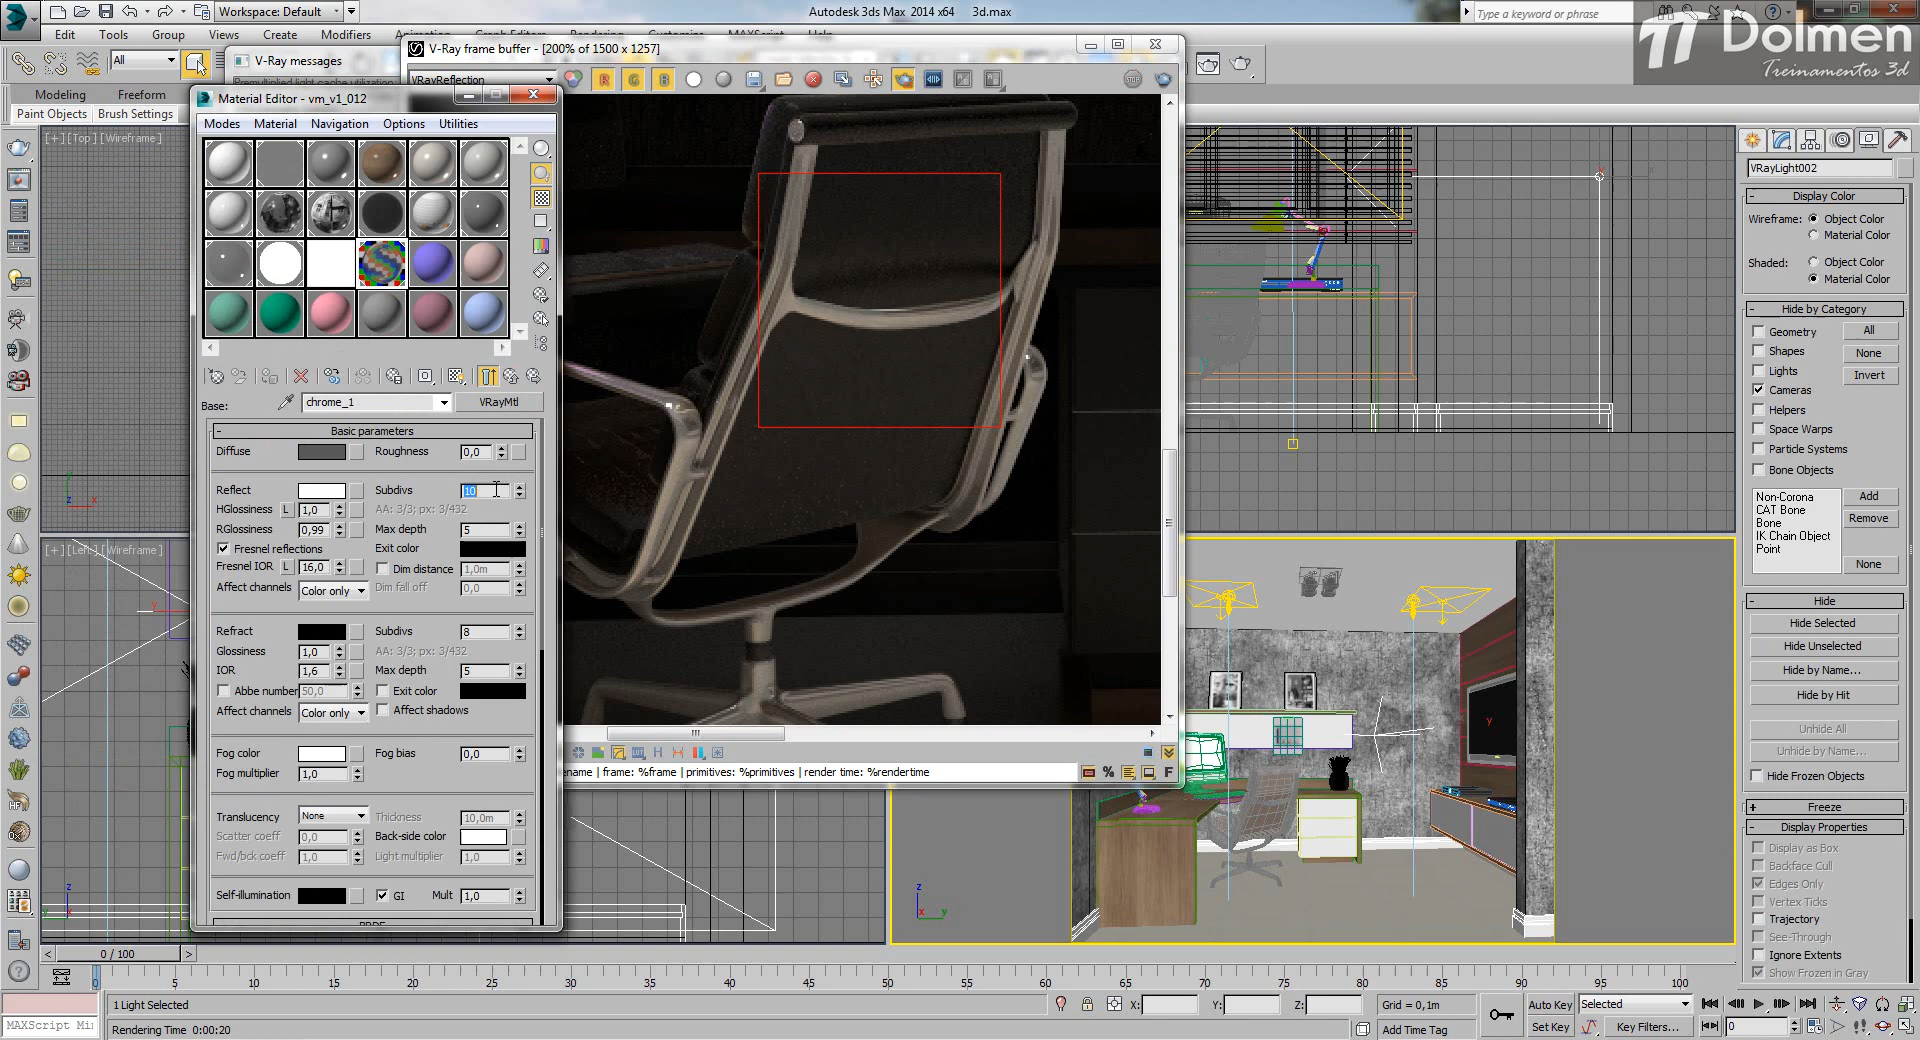 Workspace: Default
Autodesk 3ds Max 2014 x64 3d.max
Type a keyword or phrase
Dolmen
Treinamentos 3d
Edit
Tools
Group
Views
Create
Modifiers
All
V-Ray messages
V-Ray frame buffer - [200% of 1500 x 1257]
VRayReflection
R
G
B
Modeling
Freeform
Paint Objects
Brush Settings
Material Editor - vm_v1_012
Modes
Material
Navigation
Options
Utilities
[+][Top][Wireframe]
[+][Left][Wireframe]
Base:
chrome_1
VRayMtl
Basic parameters
Diffuse
Roughness
0,0
Reflect
Subdivs
10
HGlossiness
L
1,0
AA: 3/3; px: 3/432
RGlossiness
0,99
Max depth
5
Fresnel reflections
Exit color
Fresnel IOR
L
16,0
Dim distance
1,0m
Affect channels
Color only
Dim fall off
0,0
Refract
Subdivs
8
Glossiness
1,0
AA: 3/3; px: 3/432
IOR
1,6
Max depth
5
Abbe number
50,0
Exit color
Affect channels
Color only
Affect shadows
Fog color
Fog bias
0,0
Fog multiplier
1,0
Translucency
None
Thickness
10,0m
Scatter coeff
0,0
Back-side color
Fwd/bck coeff
1,0
Light multiplier
1,0
Self-illumination
GI
Mult
1,0
ename | frame: %frame | primitives: %primitives | render time: %rendertime
%
F
VRayLight002
Display Color
Wireframe:
Object Color
Material Color
Shaded:
Object Color
Material Color
Hide by Category
Geometry
All
Shapes
None
Lights
Invert
Cameras
Helpers
Space Warps
Particle Systems
Bone Objects
Non-Corona
CAT Bone
Bone
IK Chain Object
Point
Add
Remove
None
Hide
Hide Selected
Hide Unselected
Hide by Name...
Hide by Hit
Unhide All
Unhide by Name...
Hide Frozen Objects
Freeze
Display Properties
Display as Box
Backface Cull
Edges Only
Vertex Ticks
Trajectory
See-Through
Ignore Extents
Show Frozen in Gray
0 / 100
0 5 10 15 20 25 30 35 40 45 50 55 60 65 70 75 80 85 90 95 100
1 Light Selected
X:
Y:
Z:
Grid = 0,1m
Auto Key
Selected
MAXScript Mi
Rendering Time 0:00:20
Add Time Tag
Set Key
Key Filters...
0